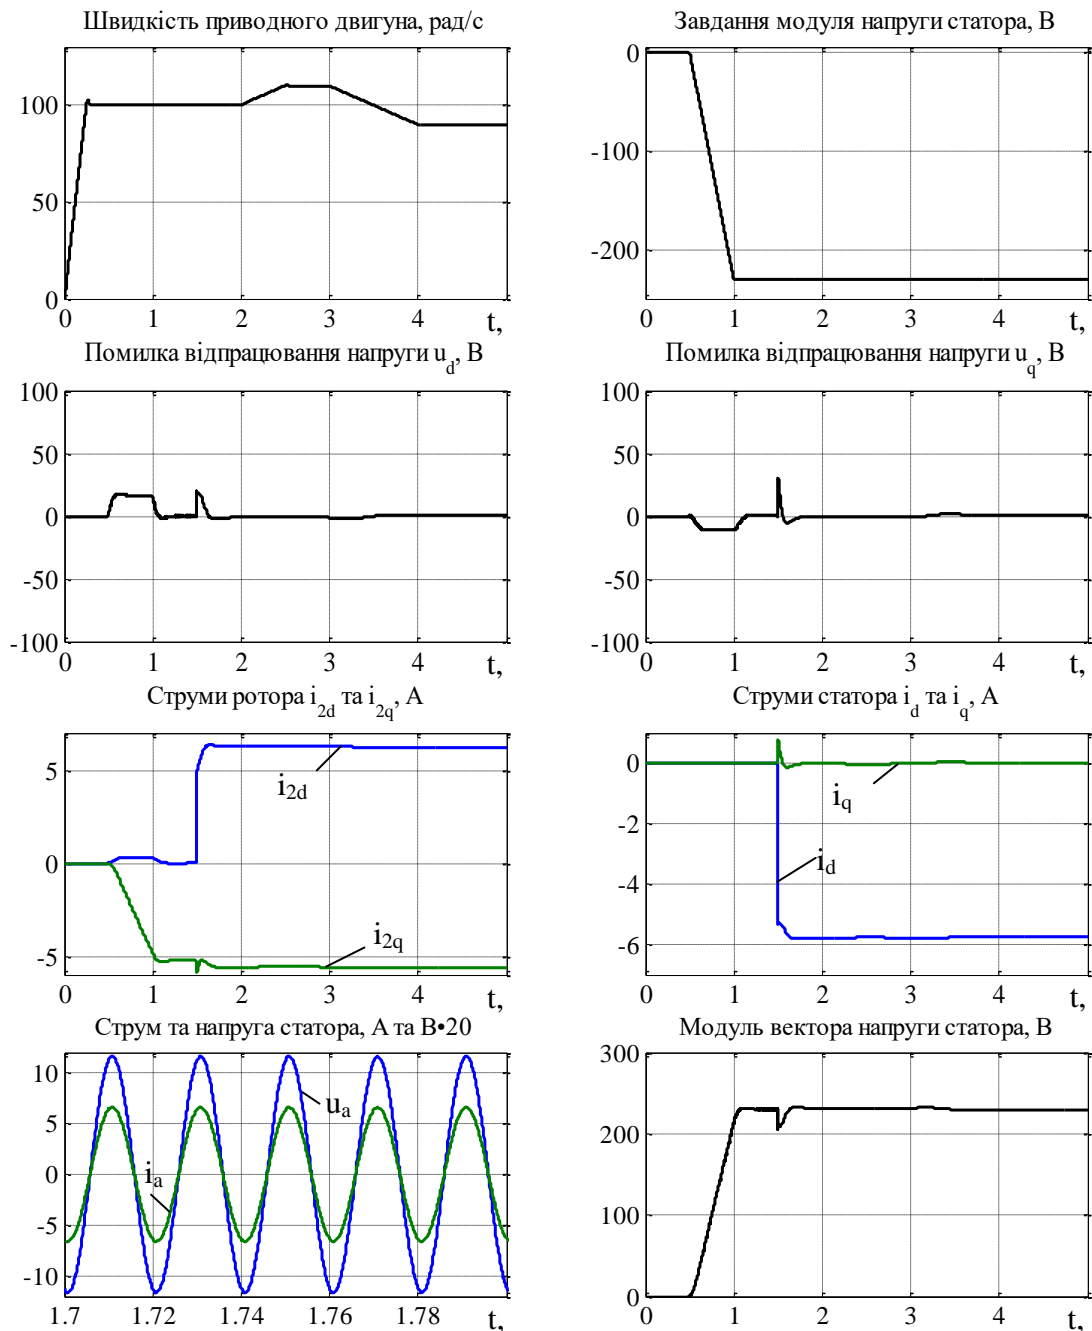 Швидкість приводного двигуна, рад/с
100
50
0
0 1 2 3 4 t,
Завдання модуля напруги статора, В
0
-100
-200
0 1 2 3 4 t,
Помилка відпрацювання напруги u_d, В
100
50
0
-50
-100
0 1 2 3 4 t,
Помилка відпрацювання напруги u_q, В
100
50
0
-50
-100
0 1 2 3 4 t,
Струми ротора i_2d та i_2q, А
5
i_2d
0
i_2q
-5
0 1 2 3 4 t,
Струми статора i_d та i_q, А
0
i_q
-2
i_d
-4
-6
0 1 2 3 4 t,
Струм та напруга статора, А та В•20
10
u_a
5
0
i_a
-5
-10
1.7 1.72 1.74 1.76 1.78 t,
Модуль вектора напруги статора, В
300
200
100
0
0 1 2 3 4 t,